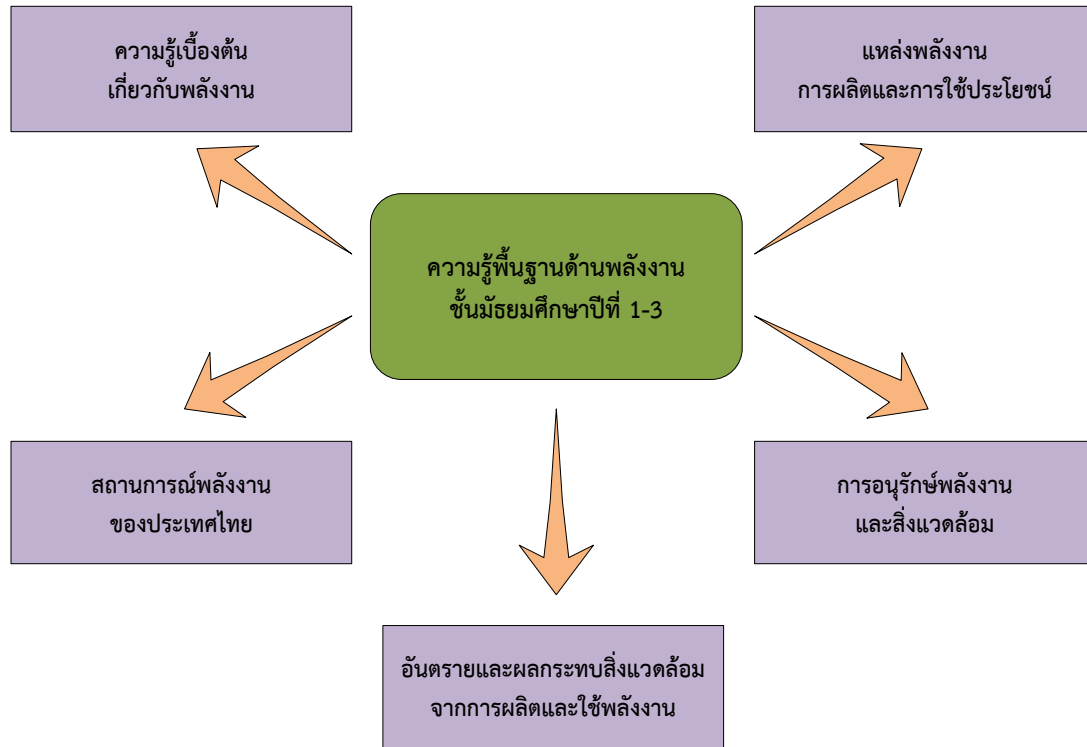 ความรู้เบื้องต้น
เกี่ยวกับพลังงาน
แหล่งพลังงาน
การผลิตและการใช้ประโยชน์
ความรู้พื้นฐานด้านพลังงาน
ชั้นมัธยมศึกษาปีที่ 1-3
สถานการณ์พลังงาน
ของประเทศไทย
การอนุรักษ์พลังงาน
และสิ่งแวดล้อม
อันตรายและผลกระทบสิ่งแวดล้อม
จากการผลิตและใช้พลังงาน